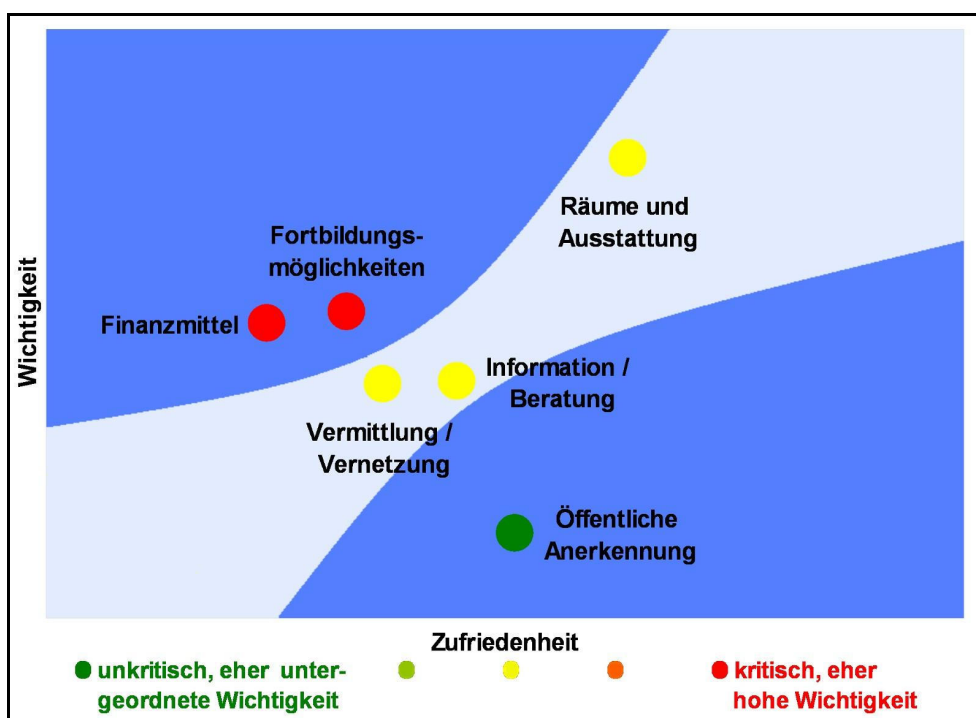 Räume und
Ausstattung
Fortbildungs-
möglichkeiten
Finanzmittel
Wichtigkeit
Information /
Beratung
Vermittlung /
Vernetzung
Öffentliche
Anerkennung
Zufriedenheit
unkritisch, eher unter-
geordnete Wichtigkeit
kritisch, eher
hohe Wichtigkeit